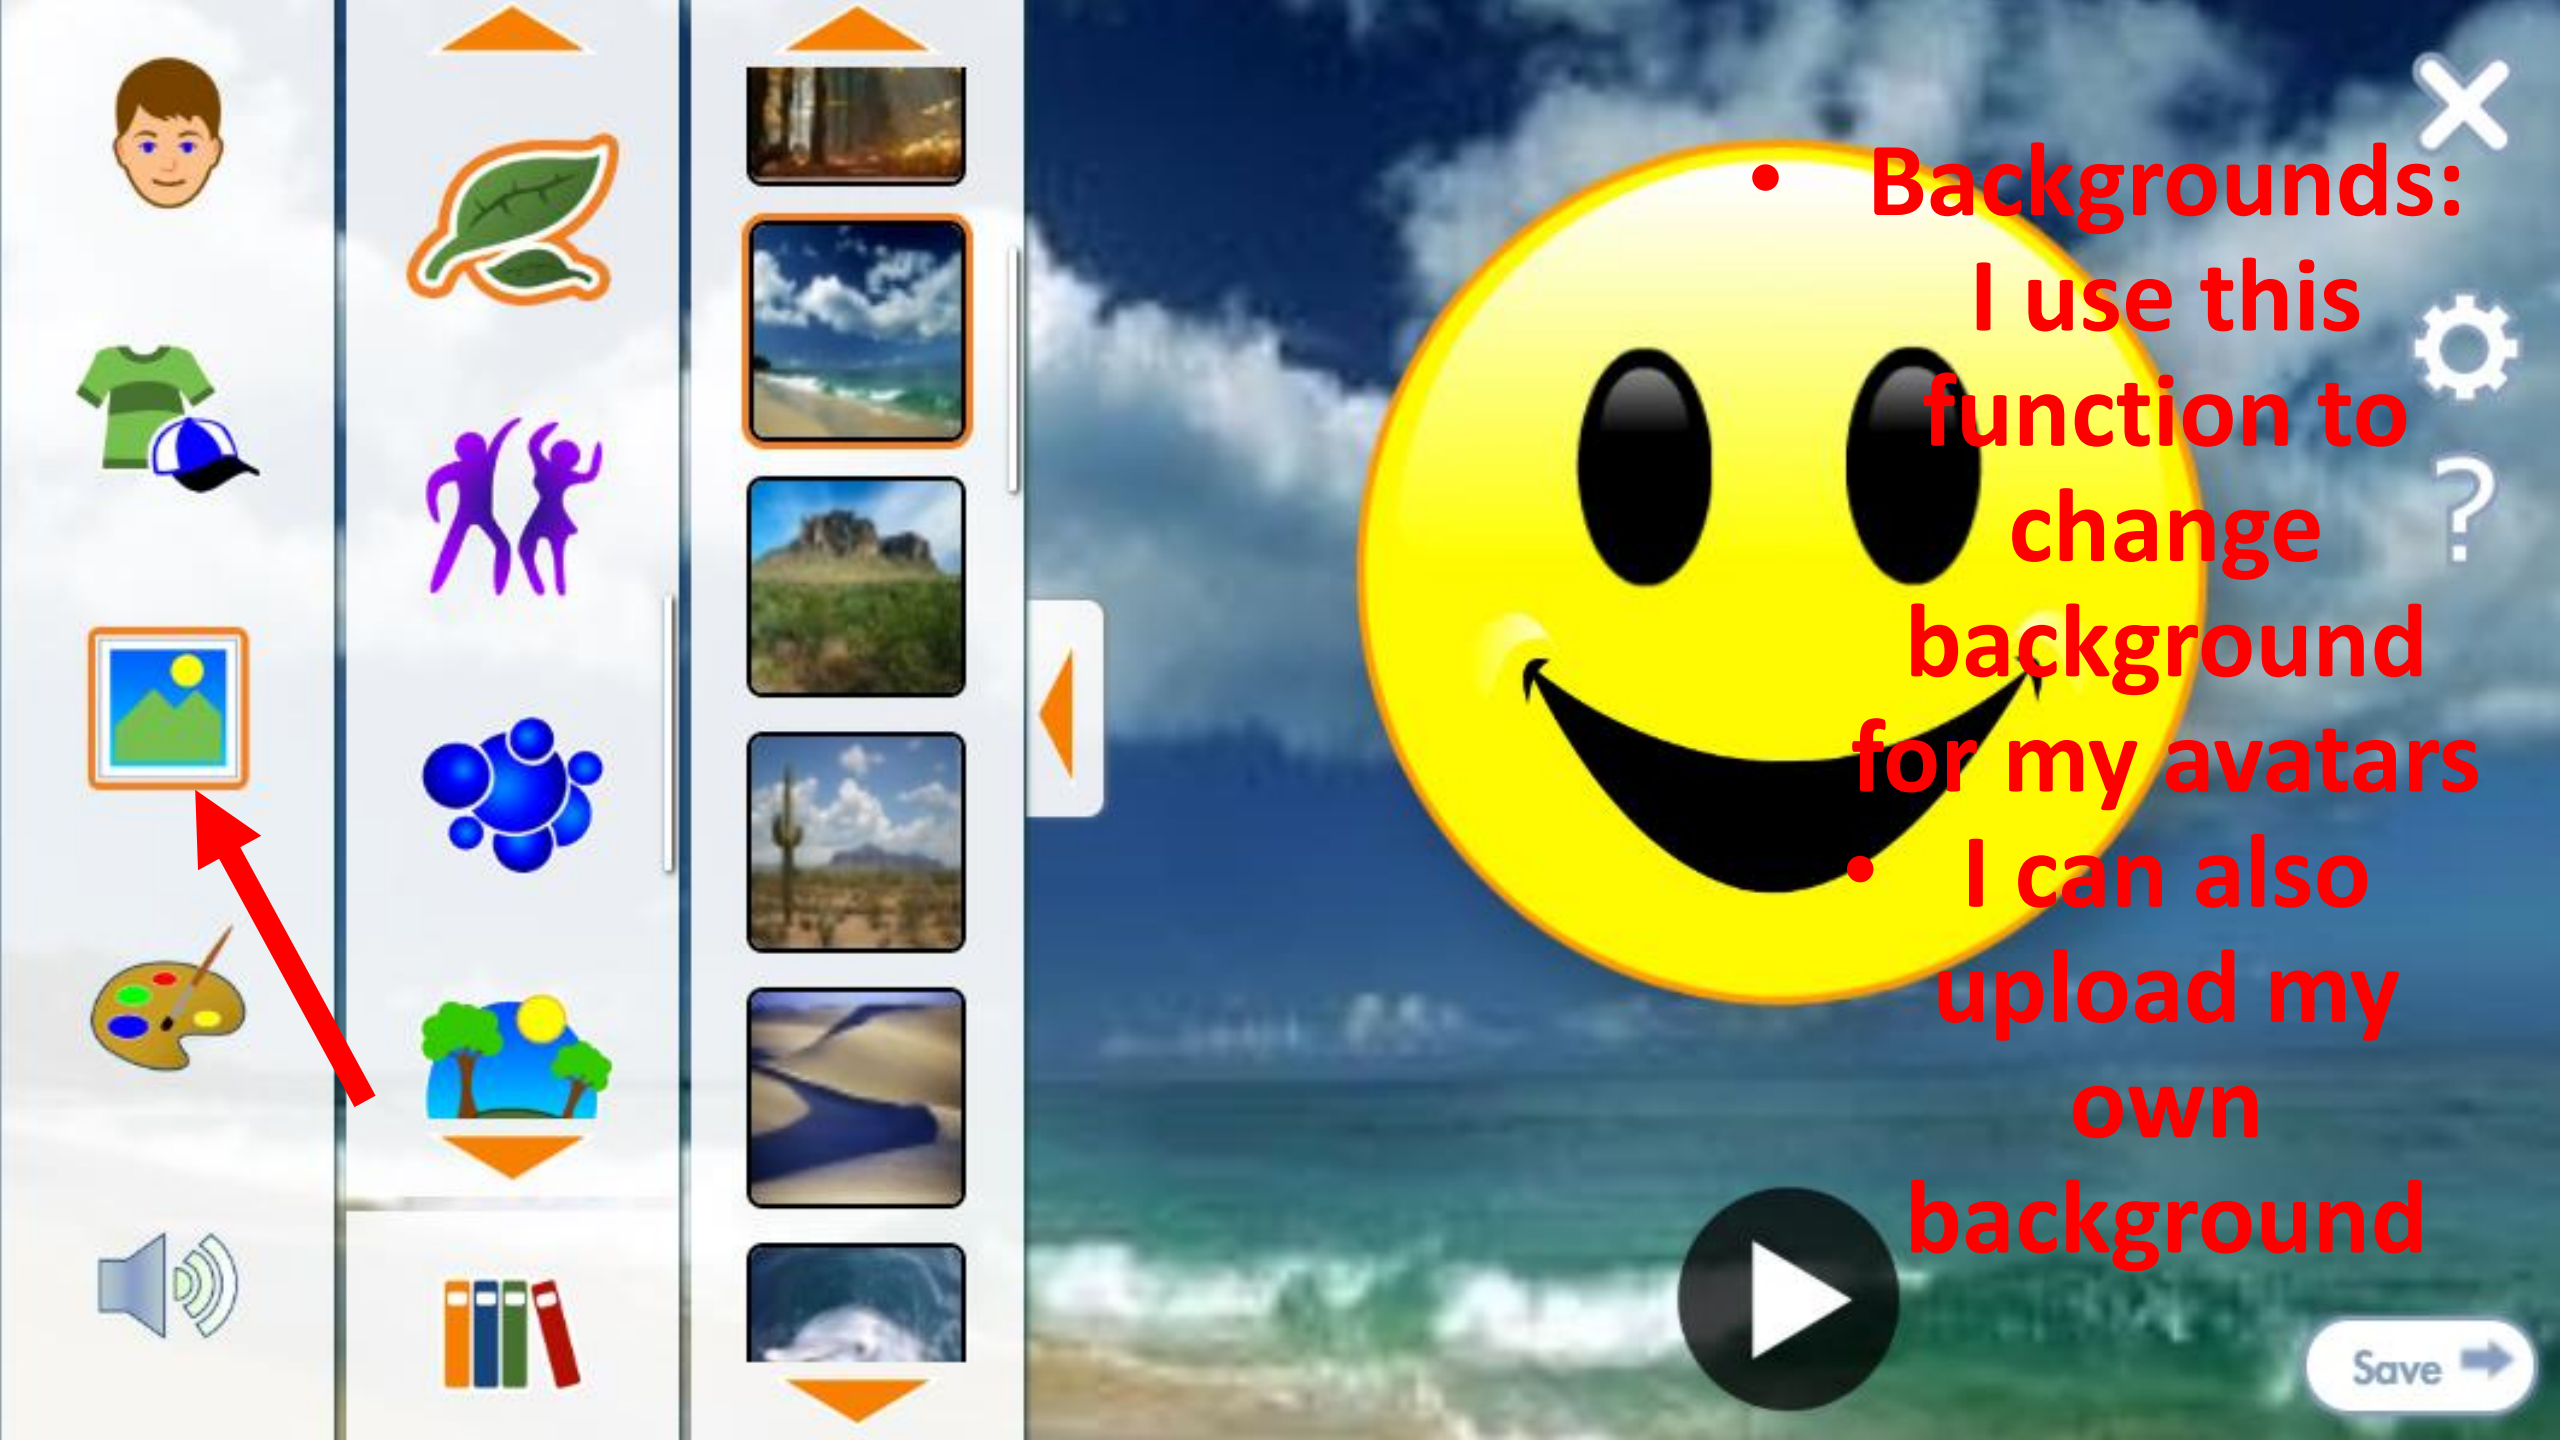 • Backgrounds:
I use this
function to
change
background
for my avatars
• I can also
upload my
own
background
?
Save